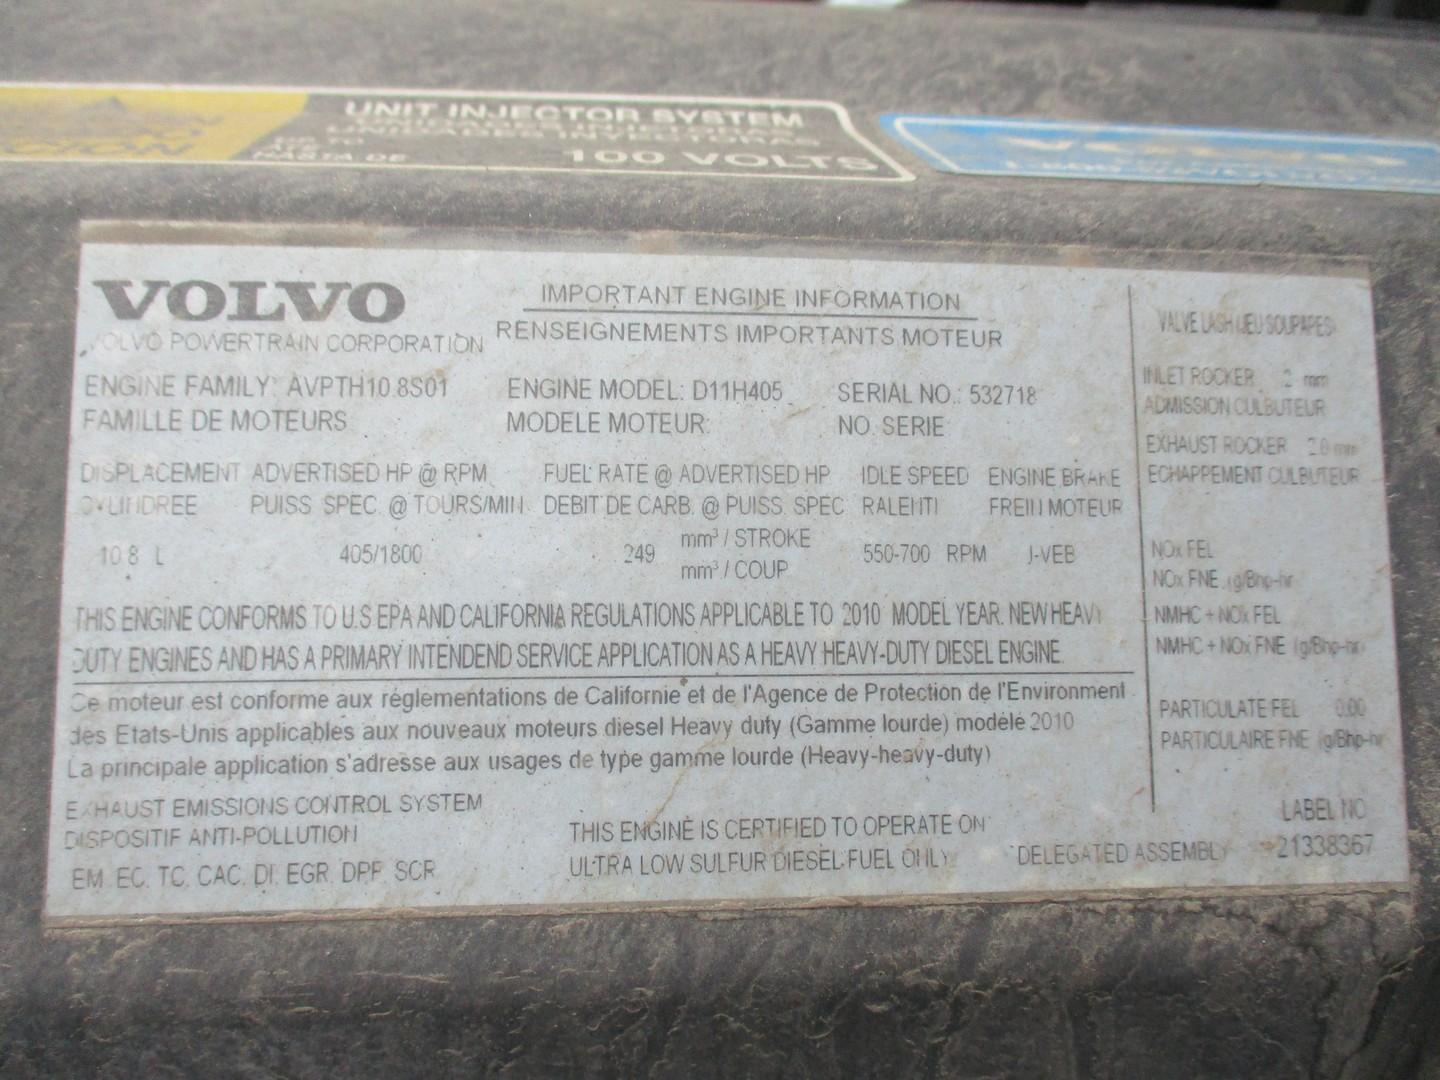 UNIT INJECTOR SYSTEM
HASTA DE 100 VOLTS
VOLVO
VOLVO POWERTRAIN CORPORATION
IMPORTANT ENGINE INFORMATION
RENSEIGNEMENTS IMPORTANTS MOTEUR
ENGINE FAMILY: AVPTH10.8S01 ENGINE MODEL: D11H405 SERIAL NO.: 532718
FAMILLE DE MOTEURS MODELE MOTEUR: NO. SERIE
DISPLACEMENT ADVERTISED HP @ RPM FUEL RATE @ ADVERTISED HP IDLE SPEED ENGINE BRAKE
CYLINDREE PUISS SPEC. @ TOURS/MIN DEBIT DE CARB. @ PUISS. SPEC RALENTI FREIN MOTEUR
10.8 L 405/1800 249 mm³ / STROKE 550-700 RPM J-VEB
mm³ / COUP
THIS ENGINE CONFORMS TO U.S EPA AND CALIFORNIA REGULATIONS APPLICABLE TO 2010 MODEL YEAR. NEW HEAVY
DUTY ENGINES AND HAS A PRIMARY INTENDEND SERVICE APPLICATION AS A HEAVY HEAVY-DUTY DIESEL ENGINE.
Ce moteur est conforme aux réglementations de Californie et de l'Agence de Protection de l'Environment
des Etats-Unis applicables aux nouveaux moteurs diesel Heavy duty (Gamme lourde) modèle 2010
La principale application s'adresse aux usages de type gamme lourde (Heavy-heavy-duty)
EXHAUST EMISSIONS CONTROL SYSTEM
DISPOSITIF ANTI-POLLUTION
EM, EC, TC, CAC, DI, EGR, DPF, SCR
THIS ENGINE IS CERTIFIED TO OPERATE ON
ULTRA LOW SULFUR DIESEL FUEL ONLY
DELEGATED ASSEMBLY
VALVE LASH (JEU SOUPAPES)
INLET ROCKER 2 mm
ADMISSION CULBUTEUR
EXHAUST ROCKER mm
ECHAPPEMENT CULBUTEUR
NOx FEL
NOx FNE (g/Bhp-hr
NMHC + NOx FEL
NMHC + NOx FNE (g/Bhp-hr)
PARTICULATE FEL 0.00
PARTICULAIRE FNE (g/Bhp-hr
LABEL NO
21338367